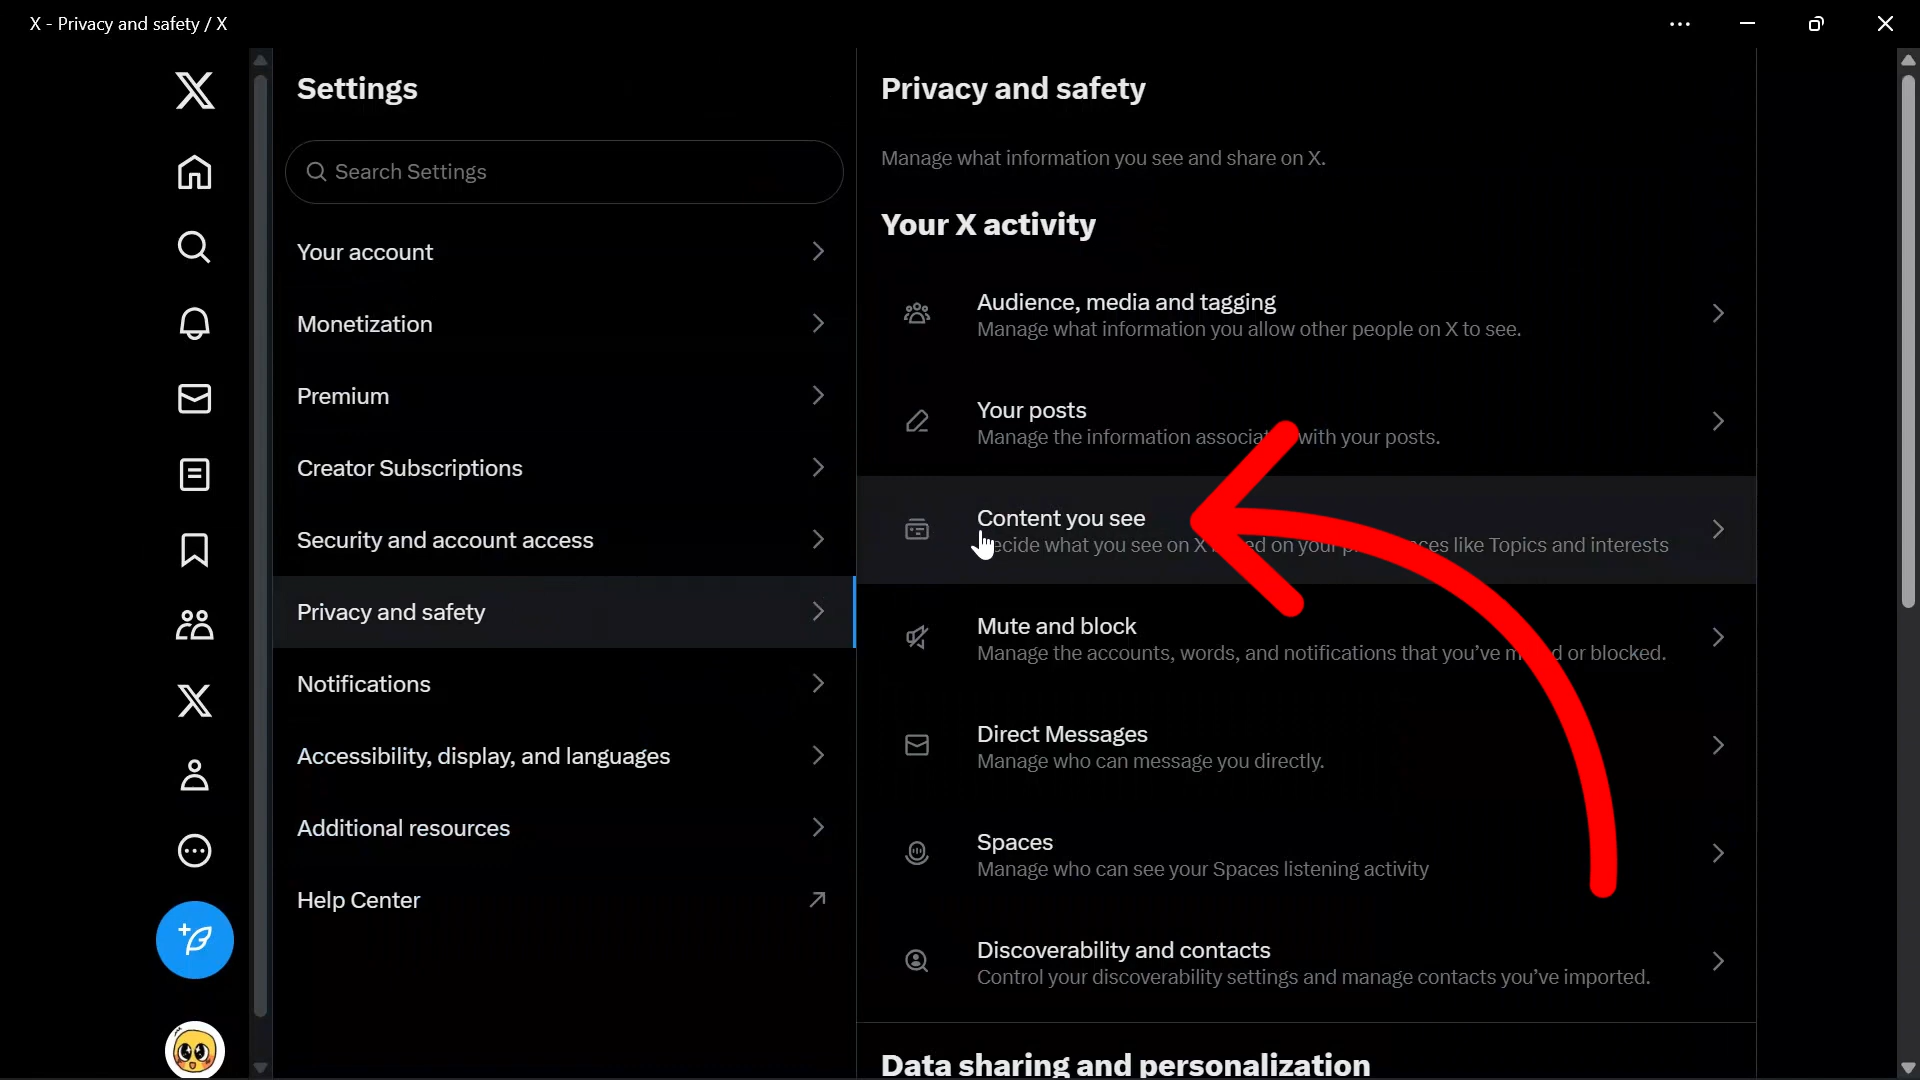 X - Privacy and safety / X
Settings
Search Settings
Your account
Monetization
Premium
Creator Subscriptions
Security and account access
Privacy and safety
Notifications
Accessibility, display, and languages
Additional resources
Help Center
Privacy and safety
Manage what information you see and share on X.
Your X activity
Audience, media and tagging
Manage what information you allow other people on X to see.
Your posts
Manage the information with your posts.
Content you see
what you see on X on your like Topics and interests
Mute and block
Manage the accounts, words, and notifications that you've or blocked.
Direct Messages
Manage who can message you directly.
Spaces
Manage who can see your Spaces listening activity
Discoverability and contacts
Control your discoverability settings and manage contacts you've imported.
Data sharing and personalization